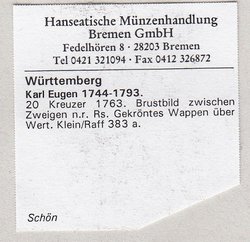 Hanseatische Münzenhandlung
Bremen GmbH
Fedelhören 8 · 28203 Bremen
Tel 0421 321094 · Fax 0412 326872
Württemberg
Karl Eugen 1744-1793.
20 Kreuzer 1763. Brustbild zwischen
Zweigen n.r. Rs. Gekröntes Wappen über
Wert. Klein/Raff 383 a.
Schön